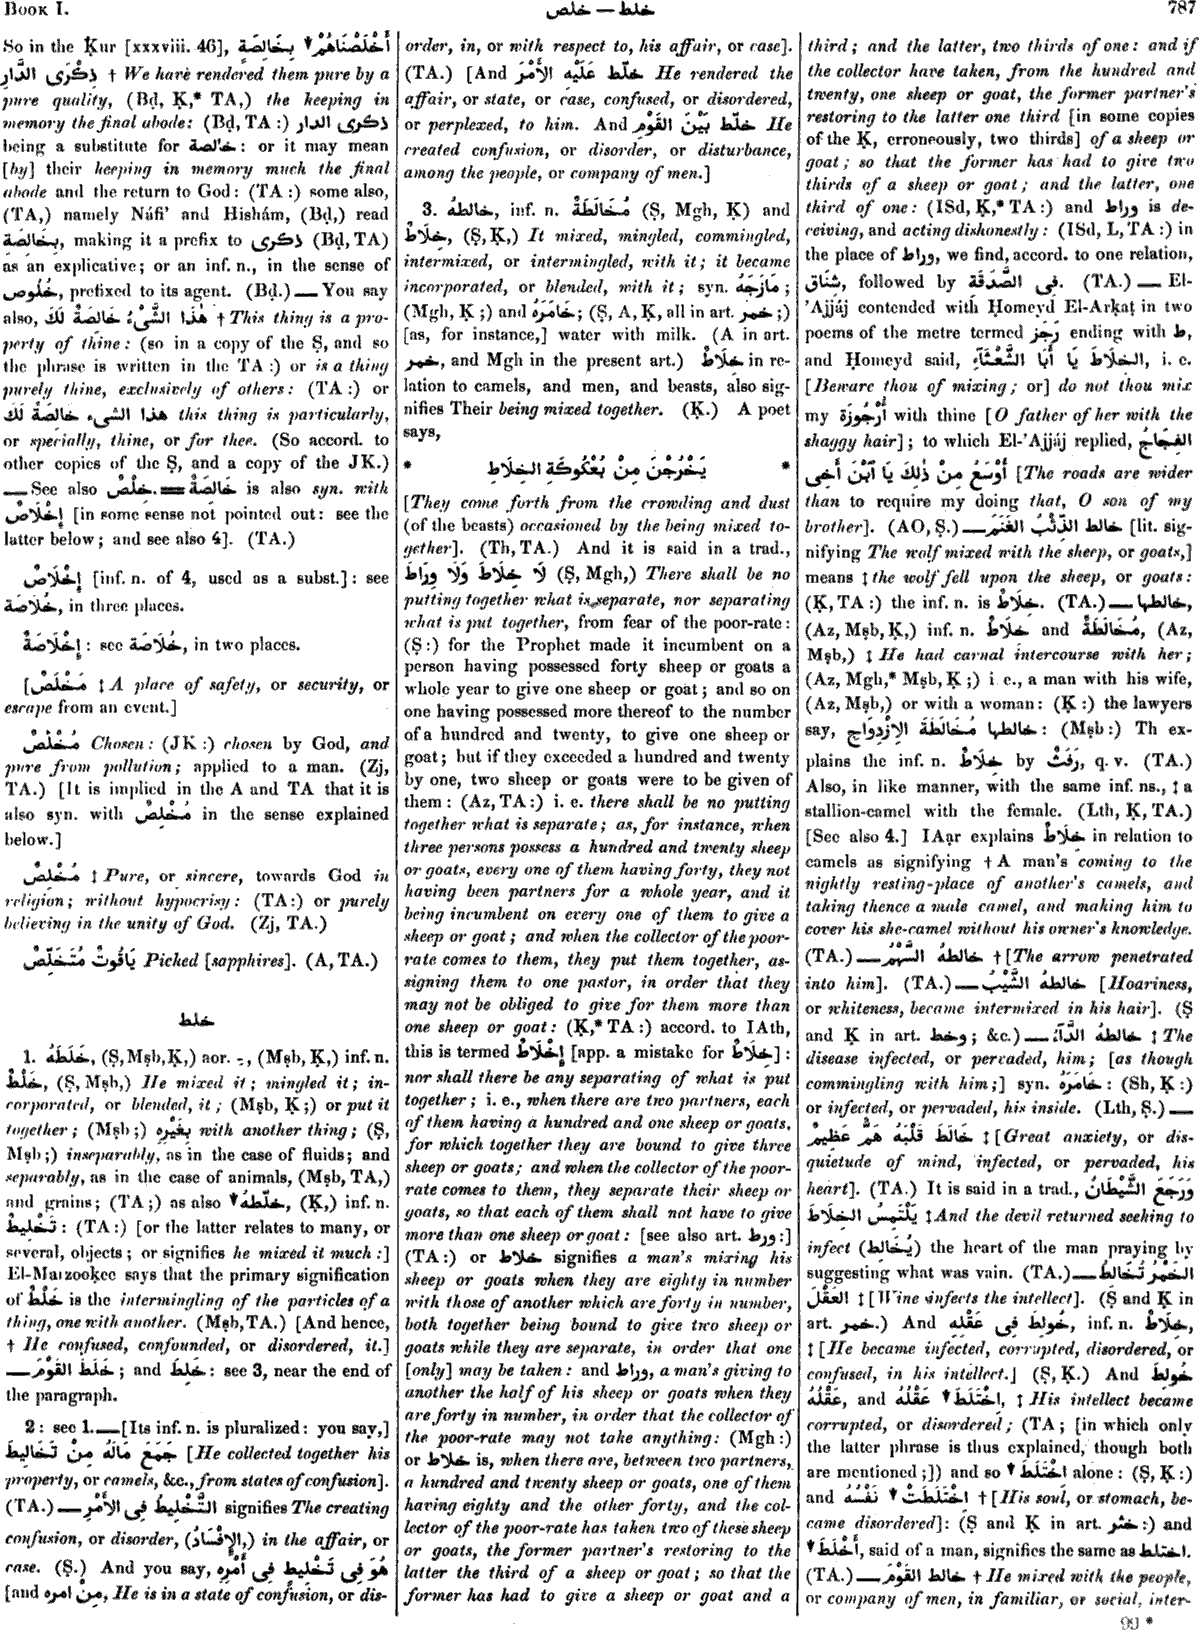 Book I.
خلص — خلط
787
So in the Ḳur [xxxviii. 46], أَخْلَصْنَاهُمْ بِخَالِصَةٍ
ذِكْرَى الدَّارِ † We have rendered them pure by a
pure quality, (Bḍ, Ḳ,* TA,) the keeping in
memory the final abode: (Bḍ, TA:) ذكرى الدار
being a substitute for خالصة: or it may mean
[by] their keeping in memory much the final
abode and the return to God: (TA:) some also,
(TA,) namely Náfi’ and Hishám, (Bḍ,) read
بِخَالِصَةِ, making it a prefix to ذكرى (Bḍ, TA)
as an explicative; or an inf. n., in the sense of
خُلُوص, prefixed to its agent. (Bḍ.) — You say
also, هٰذَا الشَّىْءُ خَالِصَةٌ لَكَ † This thing is a pro-
perty of thine: (so in a copy of the Ṣ, and so
the phrase is written in the TA:) or is a thing
purely thine, exclusively of others: (TA:) or
هذا الشىء خَالِصَةً لَكَ this thing is particularly,
or specially, thine, or for thee. (So accord. to
other copies of the Ṣ, and a copy of the JK.)
— See also خِلْصٌ. = خَالِصَةٌ is also syn. with
إِخْلَاصٌ [in some sense not pointed out: see the
latter below; and see also 4]. (TA.)
إِخْلَاصٌ [inf. n. of 4, used as a subst.]: see
خُلَاصَة, in three places.
إِخْلَاصَةٌ: see خُلَاصَة, in two places.
[مَخْلَصٌ ‡ A place of safety, or security, or
escape from an event.]
مُخْلَصٌ Chosen: (JK:) chosen by God, and
pure from pollution; applied to a man. (Zj,
TA.) [It is implied in the A and TA that it is
also syn. with مُخْلِصٌ in the sense explained
below.]
مُخْلِصٌ ‡ Pure, or sincere, towards God in
religion; without hypocrisy: (TA:) or purely
believing in the unity of God. (Zj, TA.)
يَاقُوتٌ مُتَخَلِّصٌ Picked [sapphires]. (A, TA.)
خلط
1. خَلَطَهُ, (Ṣ, Mṣb, Ḳ,) aor. ـِ, (Mṣb, Ḳ,) inf. n.
خَلْطٌ, (Ṣ, Mṣb,) He mixed it; mingled it; in-
corporated, or blended, it; (Mṣb, Ḳ;) or put it
together; (Mṣb;) بِغَيْرِهِ with another thing; (Ṣ,
Mṣb;) inseparably, as in the case of fluids; and
separably, as in the case of animals, (Mṣb, TA,)
and grains; (TA;) as also خلّطهُ, (Ḳ,) inf. n.
تَخْلِيطٌ: (TA:) [or the latter relates to many, or
several, objects; or signifies he mixed it much:]
El-Marzooḳee says that the primary signification
of خَلْطٌ is the intermingling of the particles of a
thing, one with another. (Mṣb, TA.) [And hence,
† He confused, confounded, or disordered, it.]
— خَلَطَ القَوْمَ; and خُلِطَ: see 3, near the end of
the paragraph.
2: see 1. — [Its inf. n. is pluralized: you say,]
جَمَعَ مَالَهُ مِنْ تَخَالِيطَ [He collected together his
property, or camels, &c., from states of confusion].
(TA.) — التَّخْلِيطُ فِى الأَمْرِ signifies The creating
confusion, or disorder, (الإِفْسَادُ,) in the affair, or
case. (Ṣ.) And you say, هُوَ فِى تَخْلِيطٍ فِى أَمْرِهِ
[and مِنْ امره, He is in a state of confusion, or dis-
order, in, or with respect to, his affair, or case].
(TA.) [And خلّط عَلَيْهِ الأَمْرَ He rendered the
affair, or state, or case, confused, or disordered,
or perplexed, to him. And خلّط بَيْنَ القَوْمِ He
created confusion, or disorder, or disturbance,
among the people, or company of men.]
3. خالطهُ, inf. n. مُخَالَطَةٌ (Ṣ, Mgh, Ḳ) and
خِلَاطٌ, (Ṣ, Ḳ,) It mixed, mingled, commingled,
intermixed, or intermingled, with it; it became
incorporated, or blended, with it; syn. مَازَجَهُ;
(Mgh, Ḳ;) and خَامَرَهُ; (Ṣ, A, Ḳ, all in art. خمر;)
[as, for instance,] water with milk. (A in art.
خمر, and Mgh in the present art.) خِلَاطٌ in re-
lation to camels, and men, and beasts, also sig-
nifies Their being mixed together. (Ḳ.) A poet
says,
* يَخْرُجْنَ مِنْ بُعْكُوكَةِ الخِلَاطِ *
[They come forth from the crowding and dust
(of the beasts) occasioned by the being mixed to-
gether]. (Th, TA.) And it is said in a trad.,
لَا خِلَاطَ وَلَا وِرَاطَ (Ṣ, Mgh,) There shall be no
putting together what is separate, nor separating
what is put together, from fear of the poor-rate:
(Ṣ:) for the Prophet made it incumbent on a
person having possessed forty sheep or goats a
whole year to give one sheep or goat; and so on
one having possessed more thereof to the number
of a hundred and twenty, to give one sheep or
goat; but if they exceeded a hundred and twenty
by one, two sheep or goats were to be given of
them: (Az, TA:) i. e. there shall be no putting
together what is separate; as, for instance, when
three persons possess a hundred and twenty sheep
or goats, every one of them having forty, they not
having been partners for a whole year, and it
being incumbent on every one of them to give a
sheep or goat; and when the collector of the poor-
rate comes to them, they put them together, as-
signing them to one pastor, in order that they
may not be obliged to give for them more than
one sheep or goat: (Ḳ,* TA:) accord. to IAth,
this is termed إِخْلَاطٌ [app. a mistake for خِلَاطٌ]:
nor shall there be any separating of what is put
together; i. e., when there are two partners, each
of them having a hundred and one sheep or goats,
for which together they are bound to give three
sheep or goats; and when the collector of the poor-
rate comes to them, they separate their sheep or
goats, so that each of them shall not have to give
more than one sheep or goat: [see also art. ورط:]
(TA:) or خلاط signifies a man's mixing his
sheep or goats when they are eighty in number
with those of another which are forty in number,
both together being bound to give two sheep or
goats while they are separate, in order that one
[only] may be taken: and وراط, a man's giving to
another the half of his sheep or goats when they
are forty in number, in order that the collector of
the poor-rate may not take anything: (Mgh:)
or خلاط is, when there are, between two partners,
a hundred and twenty sheep or goats, one of them
having eighty and the other forty, and the col-
lector of the poor-rate has taken two of these sheep
or goats, the former partner's restoring to the
latter the third of a sheep or goat; so that the
former has had to give a sheep or goat and a
third; and the latter, two thirds of one: and if
the collector have taken, from the hundred and
twenty, one sheep or goat, the former partner's
restoring to the latter one third [in some copies
of the Ḳ, erroneously, two thirds] of a sheep or
goat; so that the former has had to give two
thirds of a sheep or goat; and the latter, one
third of one: (ISd, Ḳ,* TA:) and وراط is de-
ceiving, and acting dishonestly: (ISd, L, TA:) in
the place of وراط, we find, accord. to one relation,
شِنَاق, followed by فِى الصَّدَقَةِ. (TA.) — El-
’Ajjáj contended with Ḥomeyd El-Arḳaṭ in two
poems of the metre termed رَجَز ending with ط,
and Ḥomeyd said, الخِلَاطَ يَا أَبَا الشَّعْثَآءِ, i. e.
[Beware thou of mixing; or] do not thou mix
my أُرْجُوزَة with thine [O father of her with the
shaggy hair]; to which El-’Ajjáj replied, الفِجَاجُ
أَوْسَعُ مِنْ ذٰلِكَ يَا ٱبْنَ أَخِى [The roads are wider
than to require my doing that, O son of my
brother]. (AO, Ṣ.) — خالط الذِّئْبُ الغَنَمَ [lit. sig-
nifying The wolf mixed with the sheep, or goats,]
means ‡ the wolf fell upon the sheep, or goats:
(Ḳ, TA:) the inf. n. is خِلَاطٌ. (TA.) — خالطها,
(Az, Mṣb, Ḳ,) inf. n. خِلَاطٌ and مُخَالَطَةٌ, (Az,
Mṣb,) ‡ He had carnal intercourse with her;
(Az, Mgh,* Mṣb, Ḳ;) i. e., a man with his wife,
(Az, Mṣb,) or with a woman: (Ḳ:) the lawyers
say, خالطها مُخَالَطَةَ الاِزْدِوَاجِ: (Mṣb:) Th ex-
plains the inf. n. خِلَاطٌ by رَفَثٌ, q. v. (TA.)
Also, in like manner, with the same inf. ns., ‡ a
stallion-camel with the female. (Lth, Ḳ, TA.)
[See also 4.] IAạr explains خِلَاطٌ in relation to
camels as signifying † A man's coming to the
nightly resting-place of another's camels, and
taking thence a male camel, and making him to
cover his she-camel without his owner's knowledge.
(TA.) — خالطهُ السَّهْمُ † [The arrow penetrated
into him]. (TA.) — خالطهُ الشَّيْبُ [Hoariness,
or whiteness, became intermixed in his hair]. (Ṣ
and Ḳ in art. وخط; &c.) — خالطهُ الدَّآءُ ‡ The
disease infected, or pervaded, him; [as though
commingling with him;] syn. خَامَرَهُ: (Sh, Ḳ:)
or infected, or pervaded, his inside. (Lth, Ṣ.) —
خَالَطَ قَلْبَهُ هَمٌّ عَظِيمٌ ‡ [Great anxiety, or dis-
quietude of mind, infected, or pervaded, his
heart]. (TA.) It is said in a trad., وَرَجَعَ الشَّيْطَانُ
يَلْتَمِسُ الخِلَاطَ ‡ And the devil returned seeking to
infect (يُخَالِط) the heart of the man praying by
suggesting what was vain. (TA.) — الخَمْرُ تُخَالِطُ
العَقْلَ ‡ [Wine infects the intellect]. (Ṣ and Ḳ in
art. خمر.) And خُولِطَ فِى عَقْلِهِ, inf. n. خِلَاطٌ,
‡ [He became infected, corrupted, disordered, or
confused, in his intellect.] (Ṣ, Ḳ.) And خُولِطَ
عَقْلُهُ, and اِخْتَلَطَ عَقْلُهُ, ‡ His intellect became
corrupted, or disordered; (TA; [in which only
the latter phrase is thus explained, though both
are mentioned;]) and so اِخْتَلَطَ alone: (Ṣ, Ḳ:)
and اِخْتَلَطَتْ نَفْسُهُ † [His soul, or stomach, be-
came disordered]: (Ṣ and Ḳ in art. خثر:) and
أَخْلَطَ, said of a man, signifies the same as اختلط.
(TA.) — خالط القَوْمَ † He mixed with the people,
or company of men, in familiar, or social, inter-
99 *